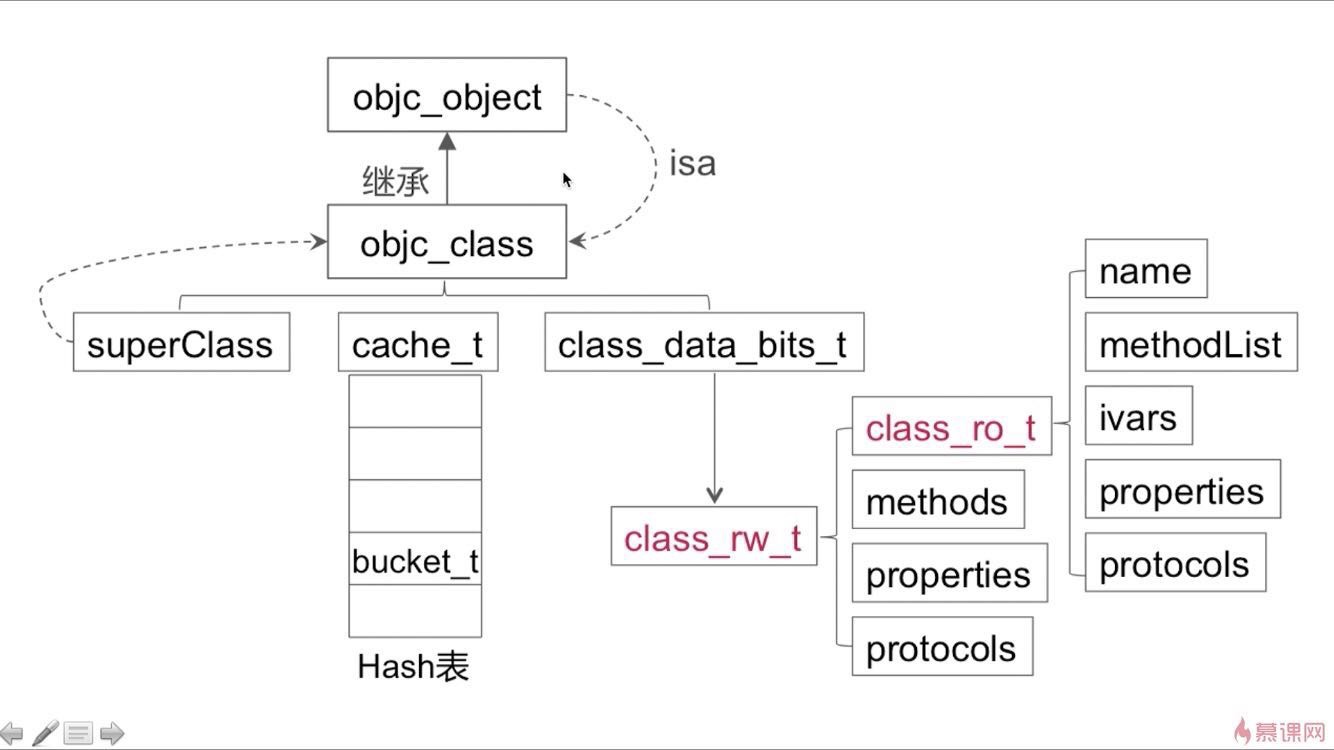 objc_object
继承
isa
objc_class
superClass
cache_t
class_data_bits_t
bucket_t
Hash表
class_rw_t
class_ro_t
methods
properties
protocols
name
methodList
ivars
properties
protocols
慕课网